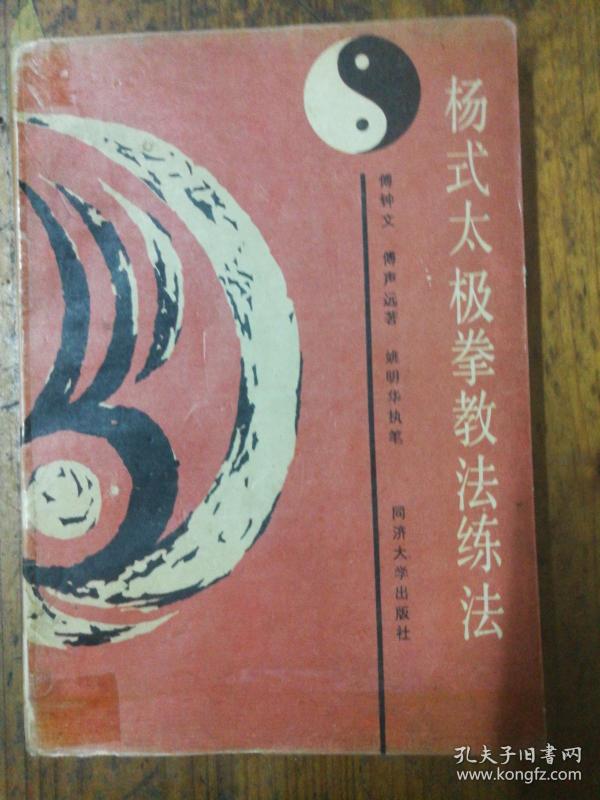 杨式太极拳教法练法
傅钟文 傅声远著 姚明华执笔 同济大学出版社
孔夫子旧书网
www.kongfz.com